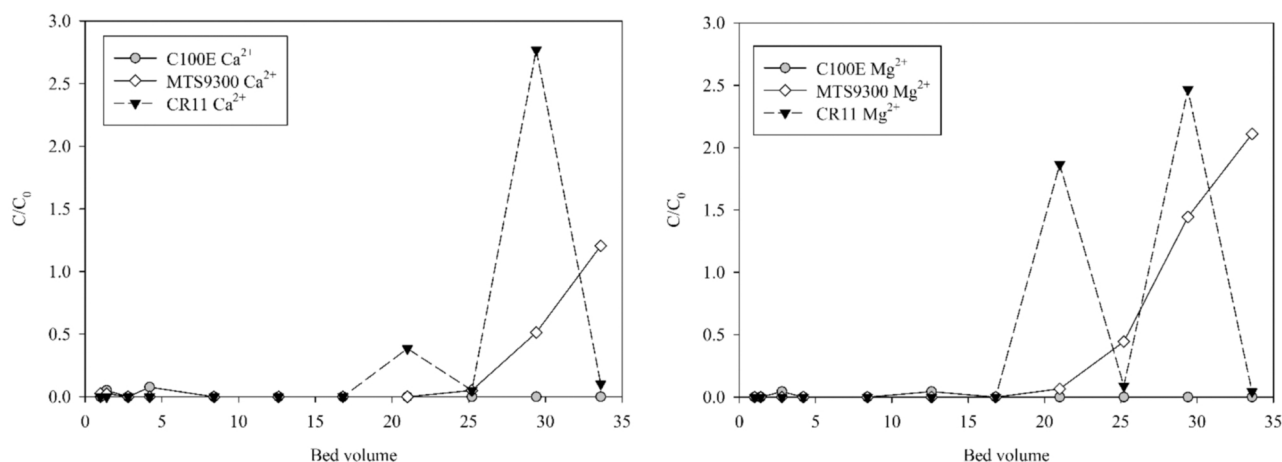 3.0
2.5
2.0
1.5
1.0
0.5
0.0
C/C₀
C100E Ca²⁺
MTS9300 Ca²⁺
CR11 Ca²⁺
0 5 10 15 20 25 30 35
Bed volume
3.0
2.5
2.0
1.5
1.0
0.5
0.0
C/C₀
C100E Mg²⁺
MTS9300 Mg²⁺
CR11 Mg²⁺
0 5 10 15 20 25 30 35
Bed volume